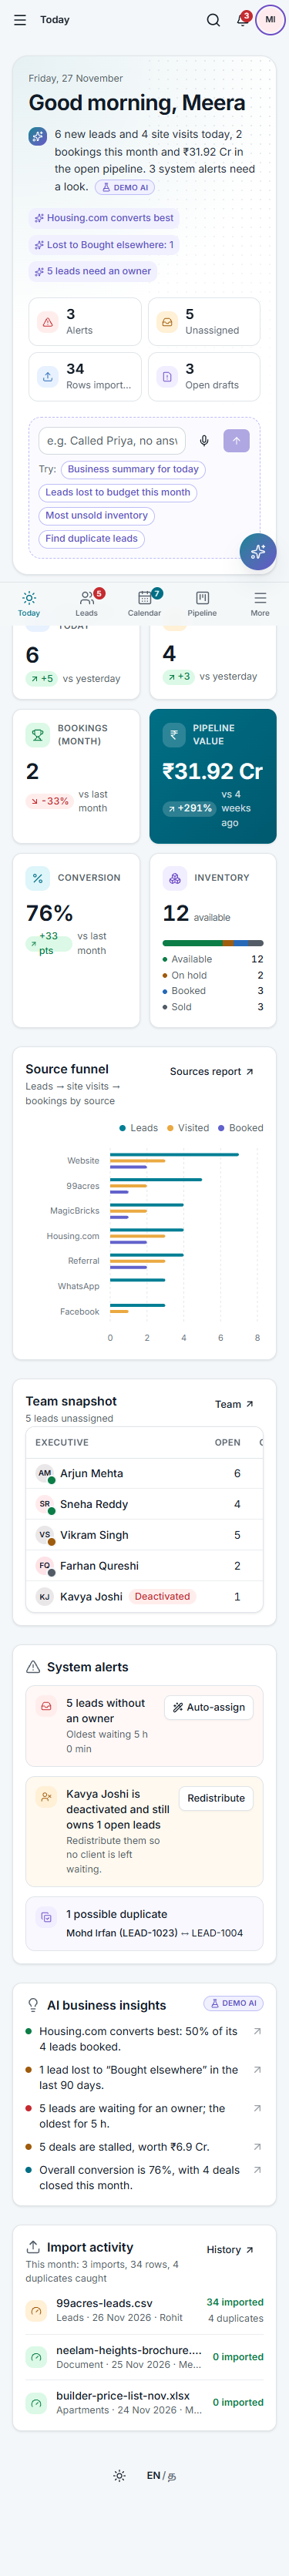 Today
3
MI
Friday, 27 November
Good morning, Meera
6 new leads and 4 site visits today, 2
bookings this month and ₹31.92 Cr in
the open pipeline. 3 system alerts need
a look. DEMO AI
Housing.com converts best
Lost to Bought elsewhere: 1
5 leads need an owner
3
Alerts
5
Unassigned
34
Rows import...
3
Open drafts
e.g. Called Priya, no ansv
Try: Business summary for today
Leads lost to budget this month
Most unsold inventory
Find duplicate leads
5
7
Today Leads Calendar Pipeline More
6
+5 vs yesterday
4
+3 vs yesterday
BOOKINGS
(MONTH)
2
-33% vs last
month
PIPELINE
VALUE
₹31.92 Cr
+291% vs 4
weeks
ago
CONVERSION
76%
+33
pts
vs last
month
INVENTORY
12 available
Available 12
On hold 2
Booked 3
Sold 3
Source funnel
Sources report
Leads → site visits →
bookings by source
Leads Visited Booked
Website
99acres
MagicBricks
Housing.com
Referral
WhatsApp
Facebook
0 2 4 6 8
Team snapshot
Team
5 leads unassigned
EXECUTIVE OPEN
AM Arjun Mehta 6
SR Sneha Reddy 4
VS Vikram Singh 5
FQ Farhan Qureshi 2
KJ Kavya Joshi Deactivated 1
System alerts
5 leads without
an owner
Oldest waiting 5 h
0 min
Auto-assign
Kavya Joshi is
deactivated and still
owns 1 open leads
Redistribute them so
no client is left
waiting.
Redistribute
1 possible duplicate
Mohd Irfan (LEAD-1023) ↔ LEAD-1004
AI business insights
DEMO AI
Housing.com converts best: 50% of its
4 leads booked.
1 lead lost to “Bought elsewhere” in the
last 90 days.
5 leads are waiting for an owner; the
oldest for 5 h.
5 deals are stalled, worth ₹6.9 Cr.
Overall conversion is 76%, with 4 deals
closed this month.
Import activity
History
This month: 3 imports, 34 rows, 4
duplicates caught
99acres-leads.csv
Leads · 26 Nov 2026 · Rohit
34 imported
4 duplicates
neelam-heights-brochure....
Document · 25 Nov 2026 · Me...
0 imported
builder-price-list-nov.xlsx
Apartments · 24 Nov 2026 · M...
0 imported
EN / த